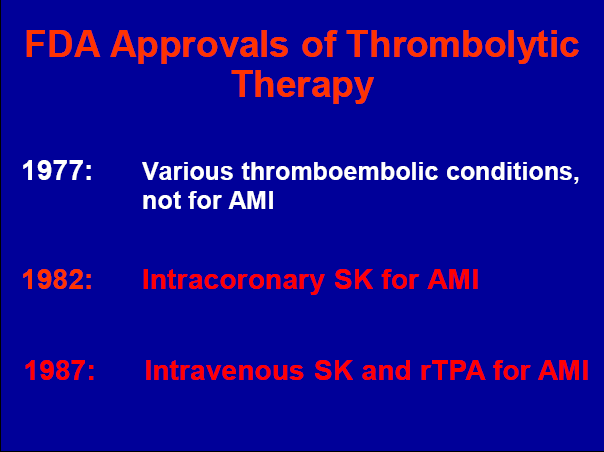 FDA Approvals of Thrombolytic
Therapy
1977: Various thromboembolic conditions,
not for AMI
1982: Intracoronary SK for AMI
1987: Intravenous SK and rTPA for AMI